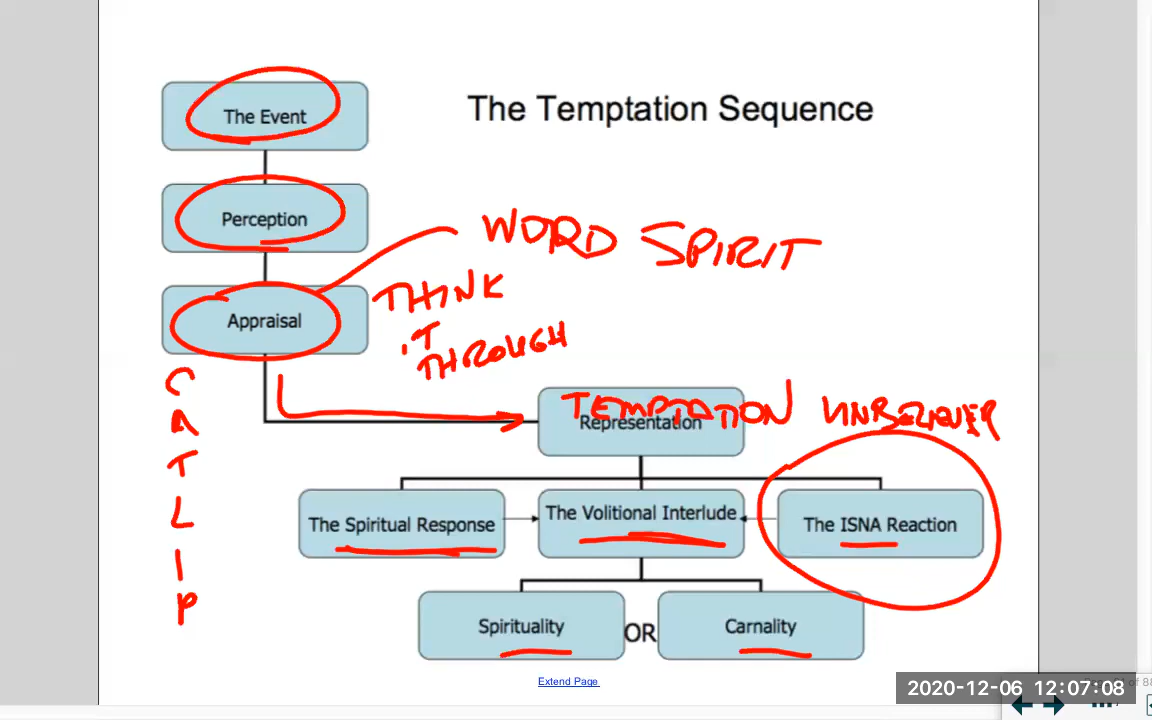 The Temptation Sequence
The Event
Perception
WORD SPIRIT
Appraisal
THINK
IT
THROUGH
C
A
T
L
I
P
TEMPTATION UNBELIEVER
Representation
The Spiritual Response
The Volitional Interlude
The ISNA Reaction
Spirituality
OR
Carnality
Extend Page
2020-12-06 12:07:08